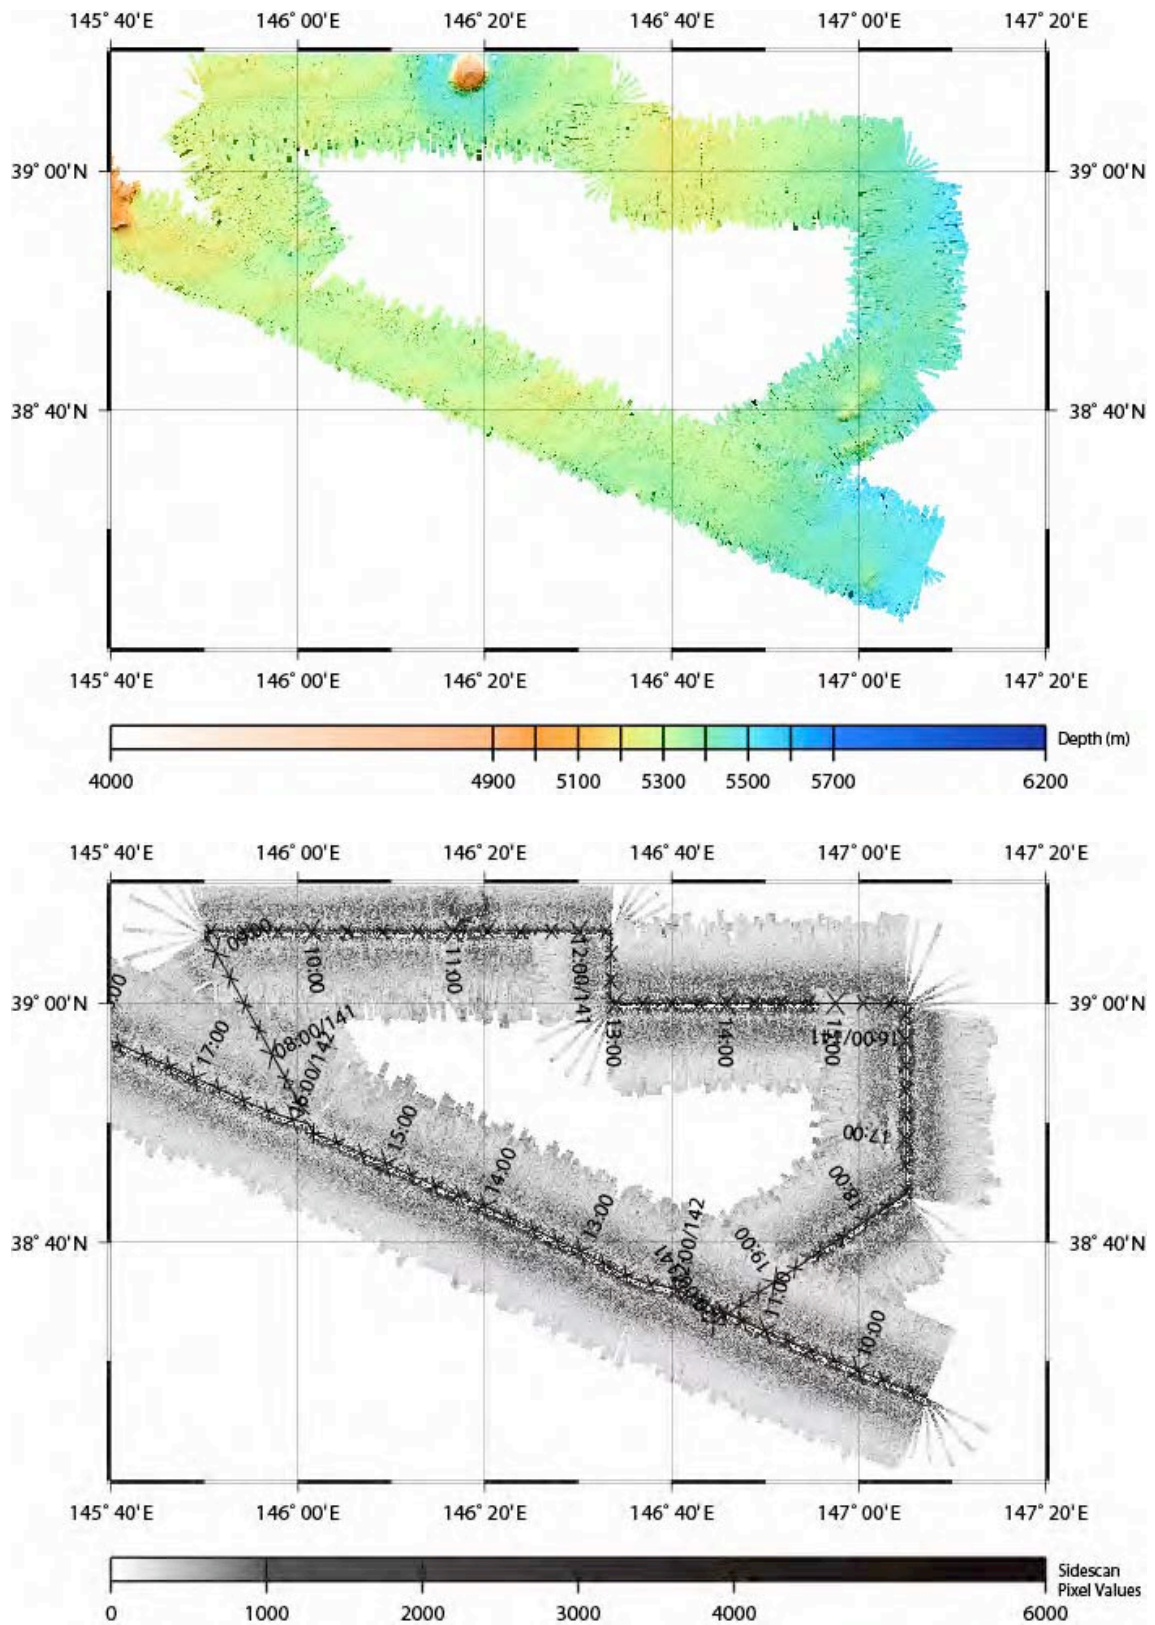 145° 40' E 146° 00' E 146° 20' E 146° 40' E 147° 00' E 147° 20' E
39° 00' N 39° 00' N
38° 40' N 38° 40' N
145° 40' E 146° 00' E 146° 20' E 146° 40' E 147° 00' E 147° 20' E
Depth (m)
4000 4900 5100 5300 5500 5700 6200
145° 40' E 146° 00' E 146° 20' E 146° 40' E 147° 00' E 147° 20' E
09:00
10:00
11:00
12:00/141
:00
39° 00' N 39° 00' N
13:00
14:00
16:00/141
17:00
08:00/141
16:00/142
17:00
15:00
14:00
18:00
13:00
12:00/142
19:00
38° 40' N 38° 40' N
11:00
10:00
145° 40' E 146° 00' E 146° 20' E 146° 40' E 147° 00' E 147° 20' E
Sidescan
Pixel Values
0 1000 2000 3000 4000 6000